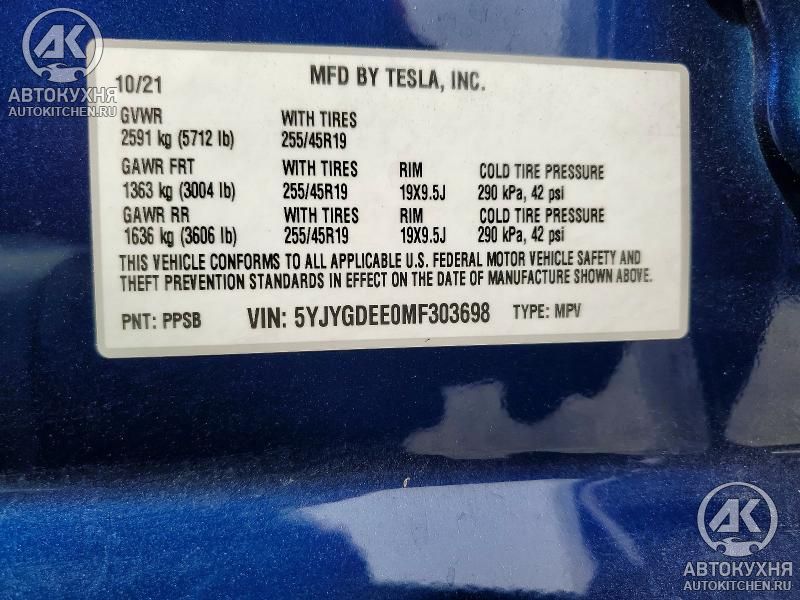 AK
АВТОКУХНЯ
AUTOKITCHEN.RU
10/21 MFD BY TESLA, INC.
GVWR WITH TIRES
2591 kg (5712 lb) 255/45R19
GAWR FRT WITH TIRES RIM COLD TIRE PRESSURE
1363 kg (3004 lb) 255/45R19 19X9.5J 290 kPa, 42 psi
GAWR RR WITH TIRES RIM COLD TIRE PRESSURE
1636 kg (3606 lb) 255/45R19 19X9.5J 290 kPa, 42 psi
THIS VEHICLE CONFORMS TO ALL APPLICABLE U.S. FEDERAL MOTOR VEHICLE SAFETY AND
THEFT PREVENTION STANDARDS IN EFFECT ON THE DATE OF MANUFACTURE SHOWN ABOVE.
PNT: PPSB VIN: 5YJYGDEE0MF303698 TYPE: MPV
AK
АВТОКУХНЯ
AUTOKITCHEN.RU